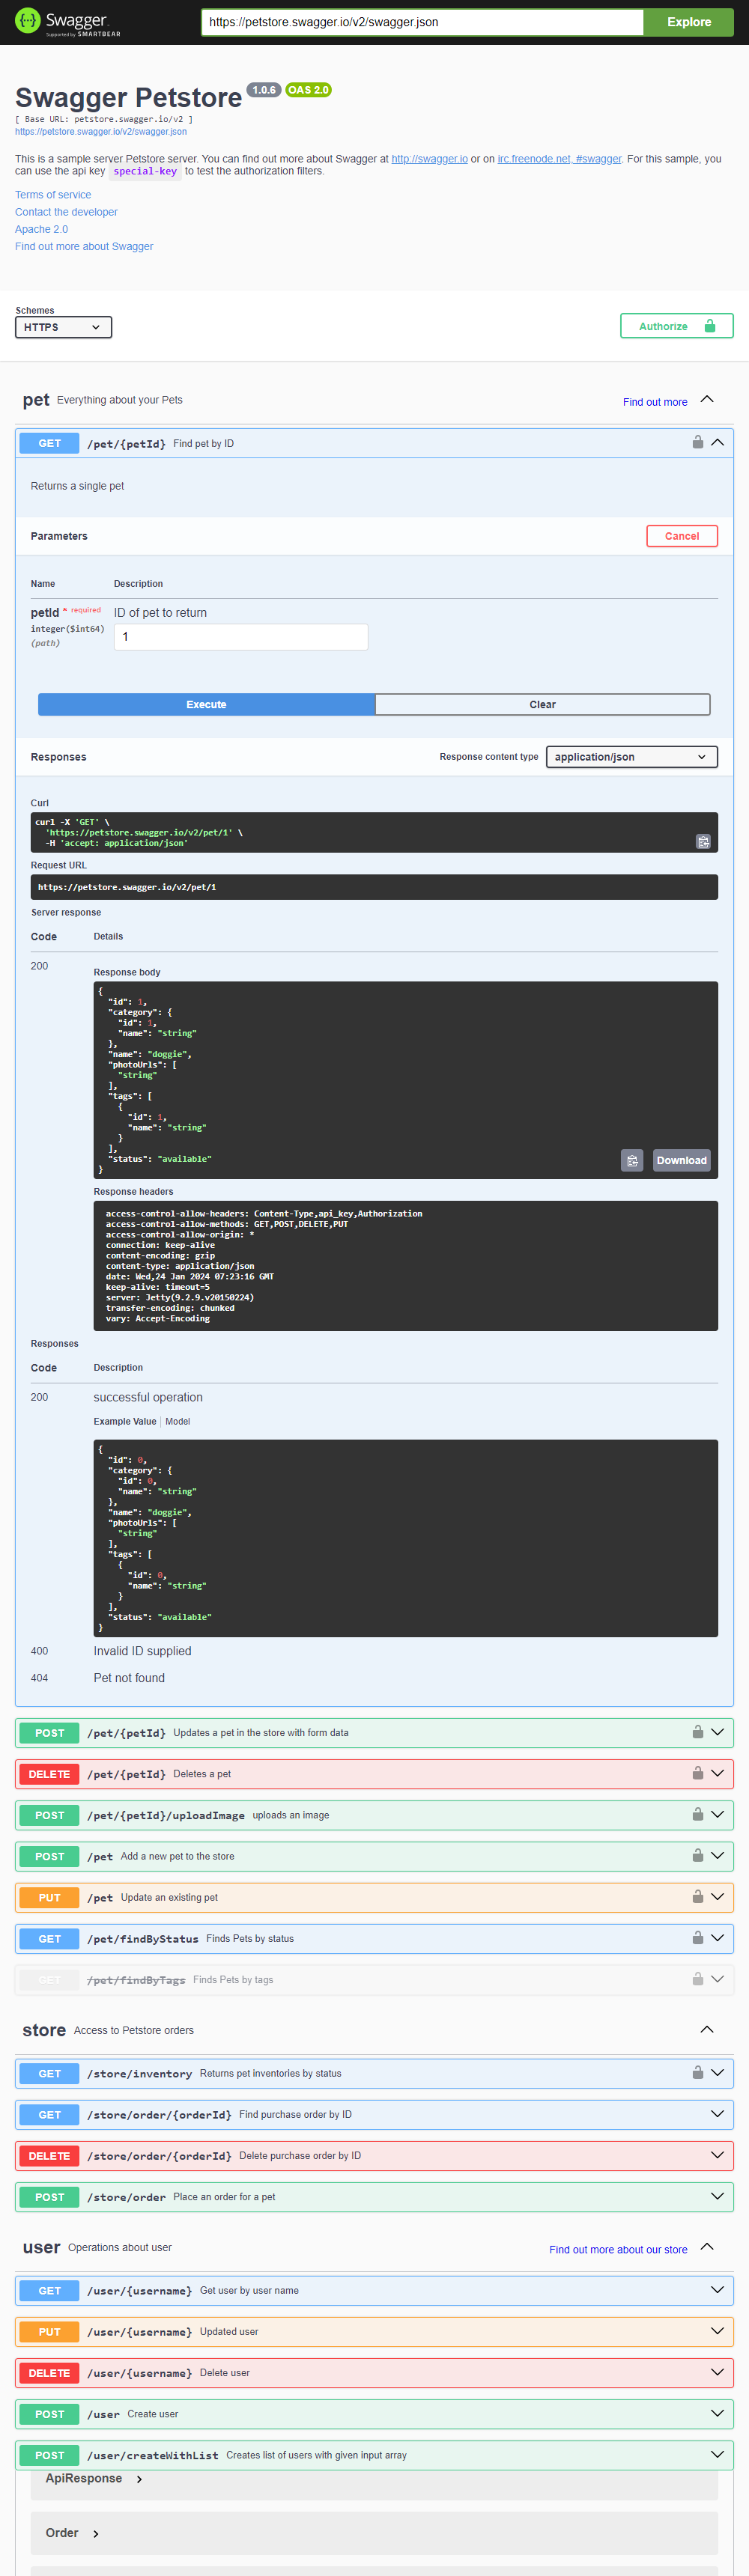 Swagger.
Supported by SMARTBEAR
https://petstore.swagger.io/v2/swagger.json
Explore
Swagger Petstore 1.0.6 OAS 2.0
[ Base URL: petstore.swagger.io/v2 ]
https://petstore.swagger.io/v2/swagger.json
This is a sample server Petstore server. You can find out more about Swagger at http://swagger.io or on irc.freenode.net, #swagger. For this sample, you
can use the api key special-key to test the authorization filters.
Terms of service
Contact the developer
Apache 2.0
Find out more about Swagger
Schemes
HTTPS
Authorize
pet Everything about your Pets
Find out more
GET /pet/{petId} Find pet by ID
Returns a single pet
Parameters
Cancel
Name Description
petId * required ID of pet to return
integer($int64)
(path)
1
Execute Clear
Responses
Response content type application/json
Curl
curl -X 'GET' \
'https://petstore.swagger.io/v2/pet/1' \
-H 'accept: application/json'
Request URL
https://petstore.swagger.io/v2/pet/1
Server response
Code Details
200
Response body
{
"id": 1,
"category": {
"id": 1,
"name": "string"
},
"name": "doggie",
"photoUrls": [
"string"
],
"tags": [
{
"id": 1,
"name": "string"
}
],
"status": "available"
}
Download
Response headers
access-control-allow-headers: Content-Type,api_key,Authorization
access-control-allow-methods: GET,POST,DELETE,PUT
access-control-allow-origin: *
connection: keep-alive
content-encoding: gzip
content-type: application/json
date: Wed,24 Jan 2024 07:23:16 GMT
keep-alive: timeout=5
server: Jetty(9.2.9.v20150224)
transfer-encoding: chunked
vary: Accept-Encoding
Responses
Code Description
200 successful operation
Example Value | Model
{
"id": 0,
"category": {
"id": 0,
"name": "string"
},
"name": "doggie",
"photoUrls": [
"string"
],
"tags": [
{
"id": 0,
"name": "string"
}
],
"status": "available"
}
400 Invalid ID supplied
404 Pet not found
POST /pet/{petId} Updates a pet in the store with form data
DELETE /pet/{petId} Deletes a pet
POST /pet/{petId}/uploadImage uploads an image
POST /pet Add a new pet to the store
PUT /pet Update an existing pet
GET /pet/findByStatus Finds Pets by status
GET /pet/findByTags Finds Pets by tags
store Access to Petstore orders
GET /store/inventory Returns pet inventories by status
GET /store/order/{orderId} Find purchase order by ID
DELETE /store/order/{orderId} Delete purchase order by ID
POST /store/order Place an order for a pet
user Operations about user
Find out more about our store
GET /user/{username} Get user by user name
PUT /user/{username} Updated user
DELETE /user/{username} Delete user
POST /user Create user
POST /user/createWithList Creates list of users with given input array
ApiResponse
Order